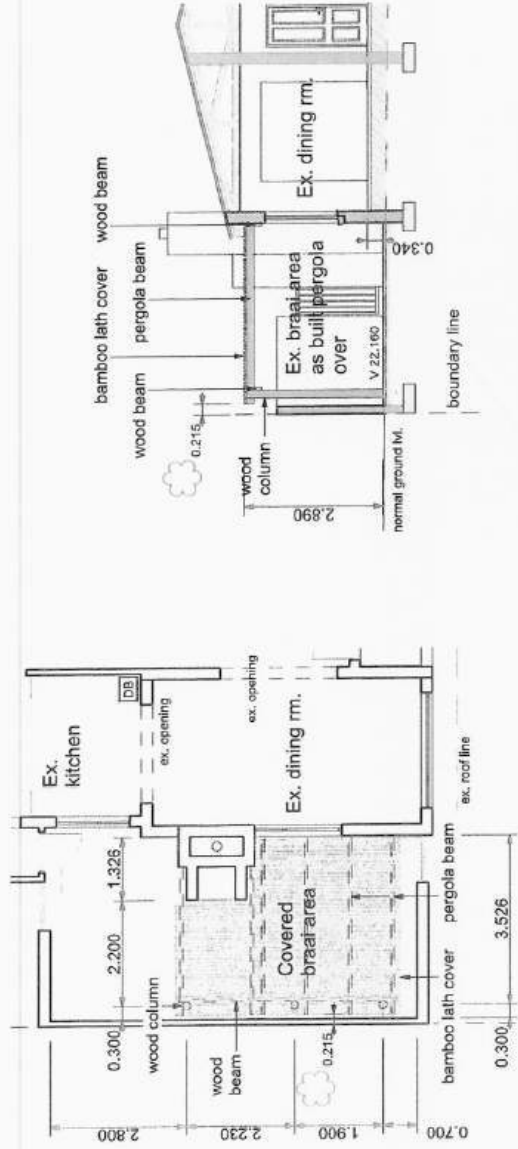 bamboo lath cover
wood beam
pergola beam
wood beam
0.215
wood
column
2.890
normal ground lvl.
Ex. braai area
as built pergola
over
V 22.160
0.340
boundary line
Ex. dining rm.
Ex.
kitchen
DB
ex. opening
ex. opening
Ex. dining rm.
ex. roof line
1.326
2.200
0.300
wood column
wood
beam
Covered
braai area
0.215
bamboo lath cover
pergola beam
3.526
0.300
2.800
2.230
1.900
0.700